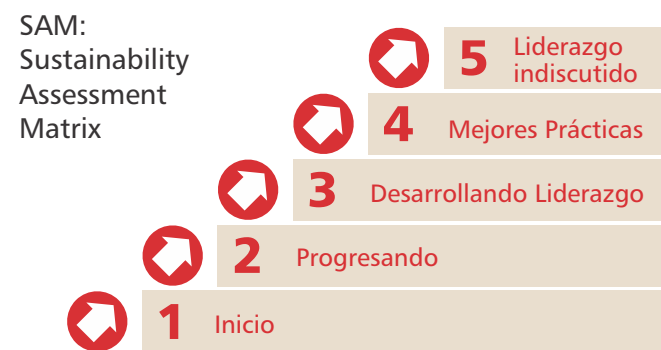 SAM:
Sustainability
Assessment
Matrix
5 Liderazgo
indiscutido
4 Mejores Prácticas
3 Desarrollando Liderazgo
2 Progresando
1 Inicio